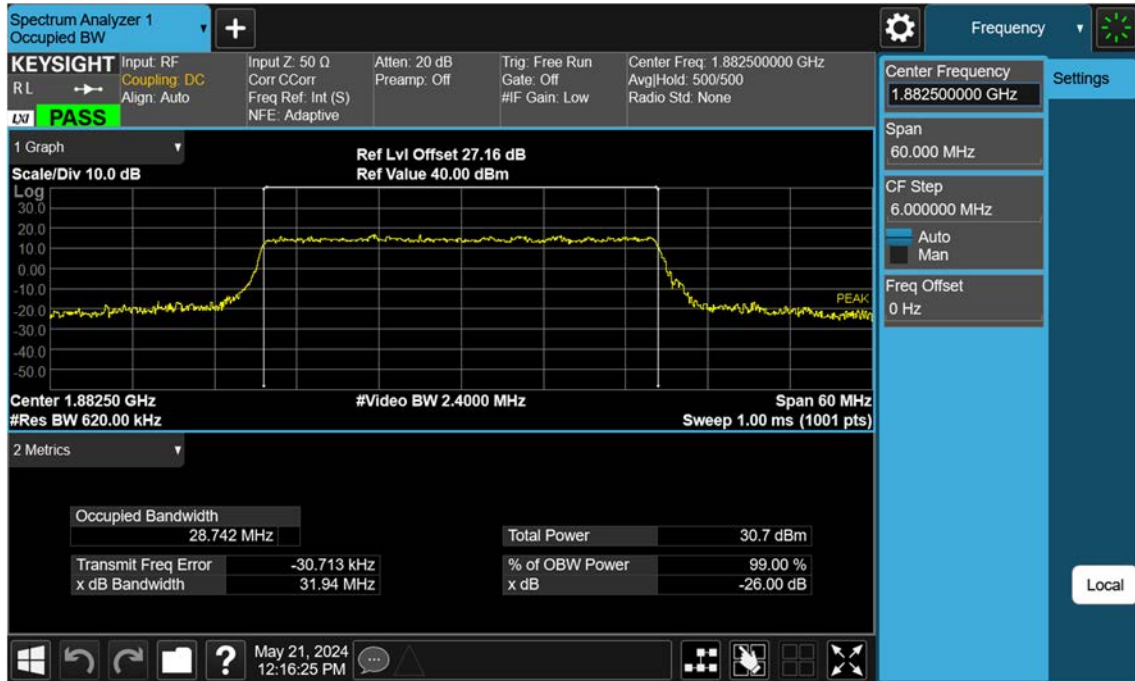 Spectrum Analyzer 1
Occupied BW
+
Frequency
KEYSIGHT
RL
LXI
PASS
Input: RF
Coupling: DC
Align: Auto
Input Z: 50 Ω
Corr CCorr
Freq Ref: Int (S)
NFE: Adaptive
Atten: 20 dB
Preamp: Off
Trig: Free Run
Gate: Off
#IF Gain: Low
Center Freq: 1.882500000 GHz
Avg|Hold: 500/500
Radio Std: None
Center Frequency
1.882500000 GHz
Settings
Span
60.000 MHz
CF Step
6.000000 MHz
Auto
Man
Freq Offset
0 Hz
Local
1 Graph
Scale/Div 10.0 dB
Ref Lvl Offset 27.16 dB
Ref Value 40.00 dBm
Log
30.0
20.0
10.0
0.00
-10.0
-20.0
-30.0
-40.0
-50.0
PEAK
Center 1.88250 GHz
#Video BW 2.4000 MHz
Span 60 MHz
#Res BW 620.00 kHz
Sweep 1.00 ms (1001 pts)
2 Metrics
Occupied Bandwidth
28.742 MHz
Total Power 30.7 dBm
Transmit Freq Error -30.713 kHz
% of OBW Power 99.00 %
x dB Bandwidth 31.94 MHz
x dB -26.00 dB
?
May 21, 2024
12:16:25 PM